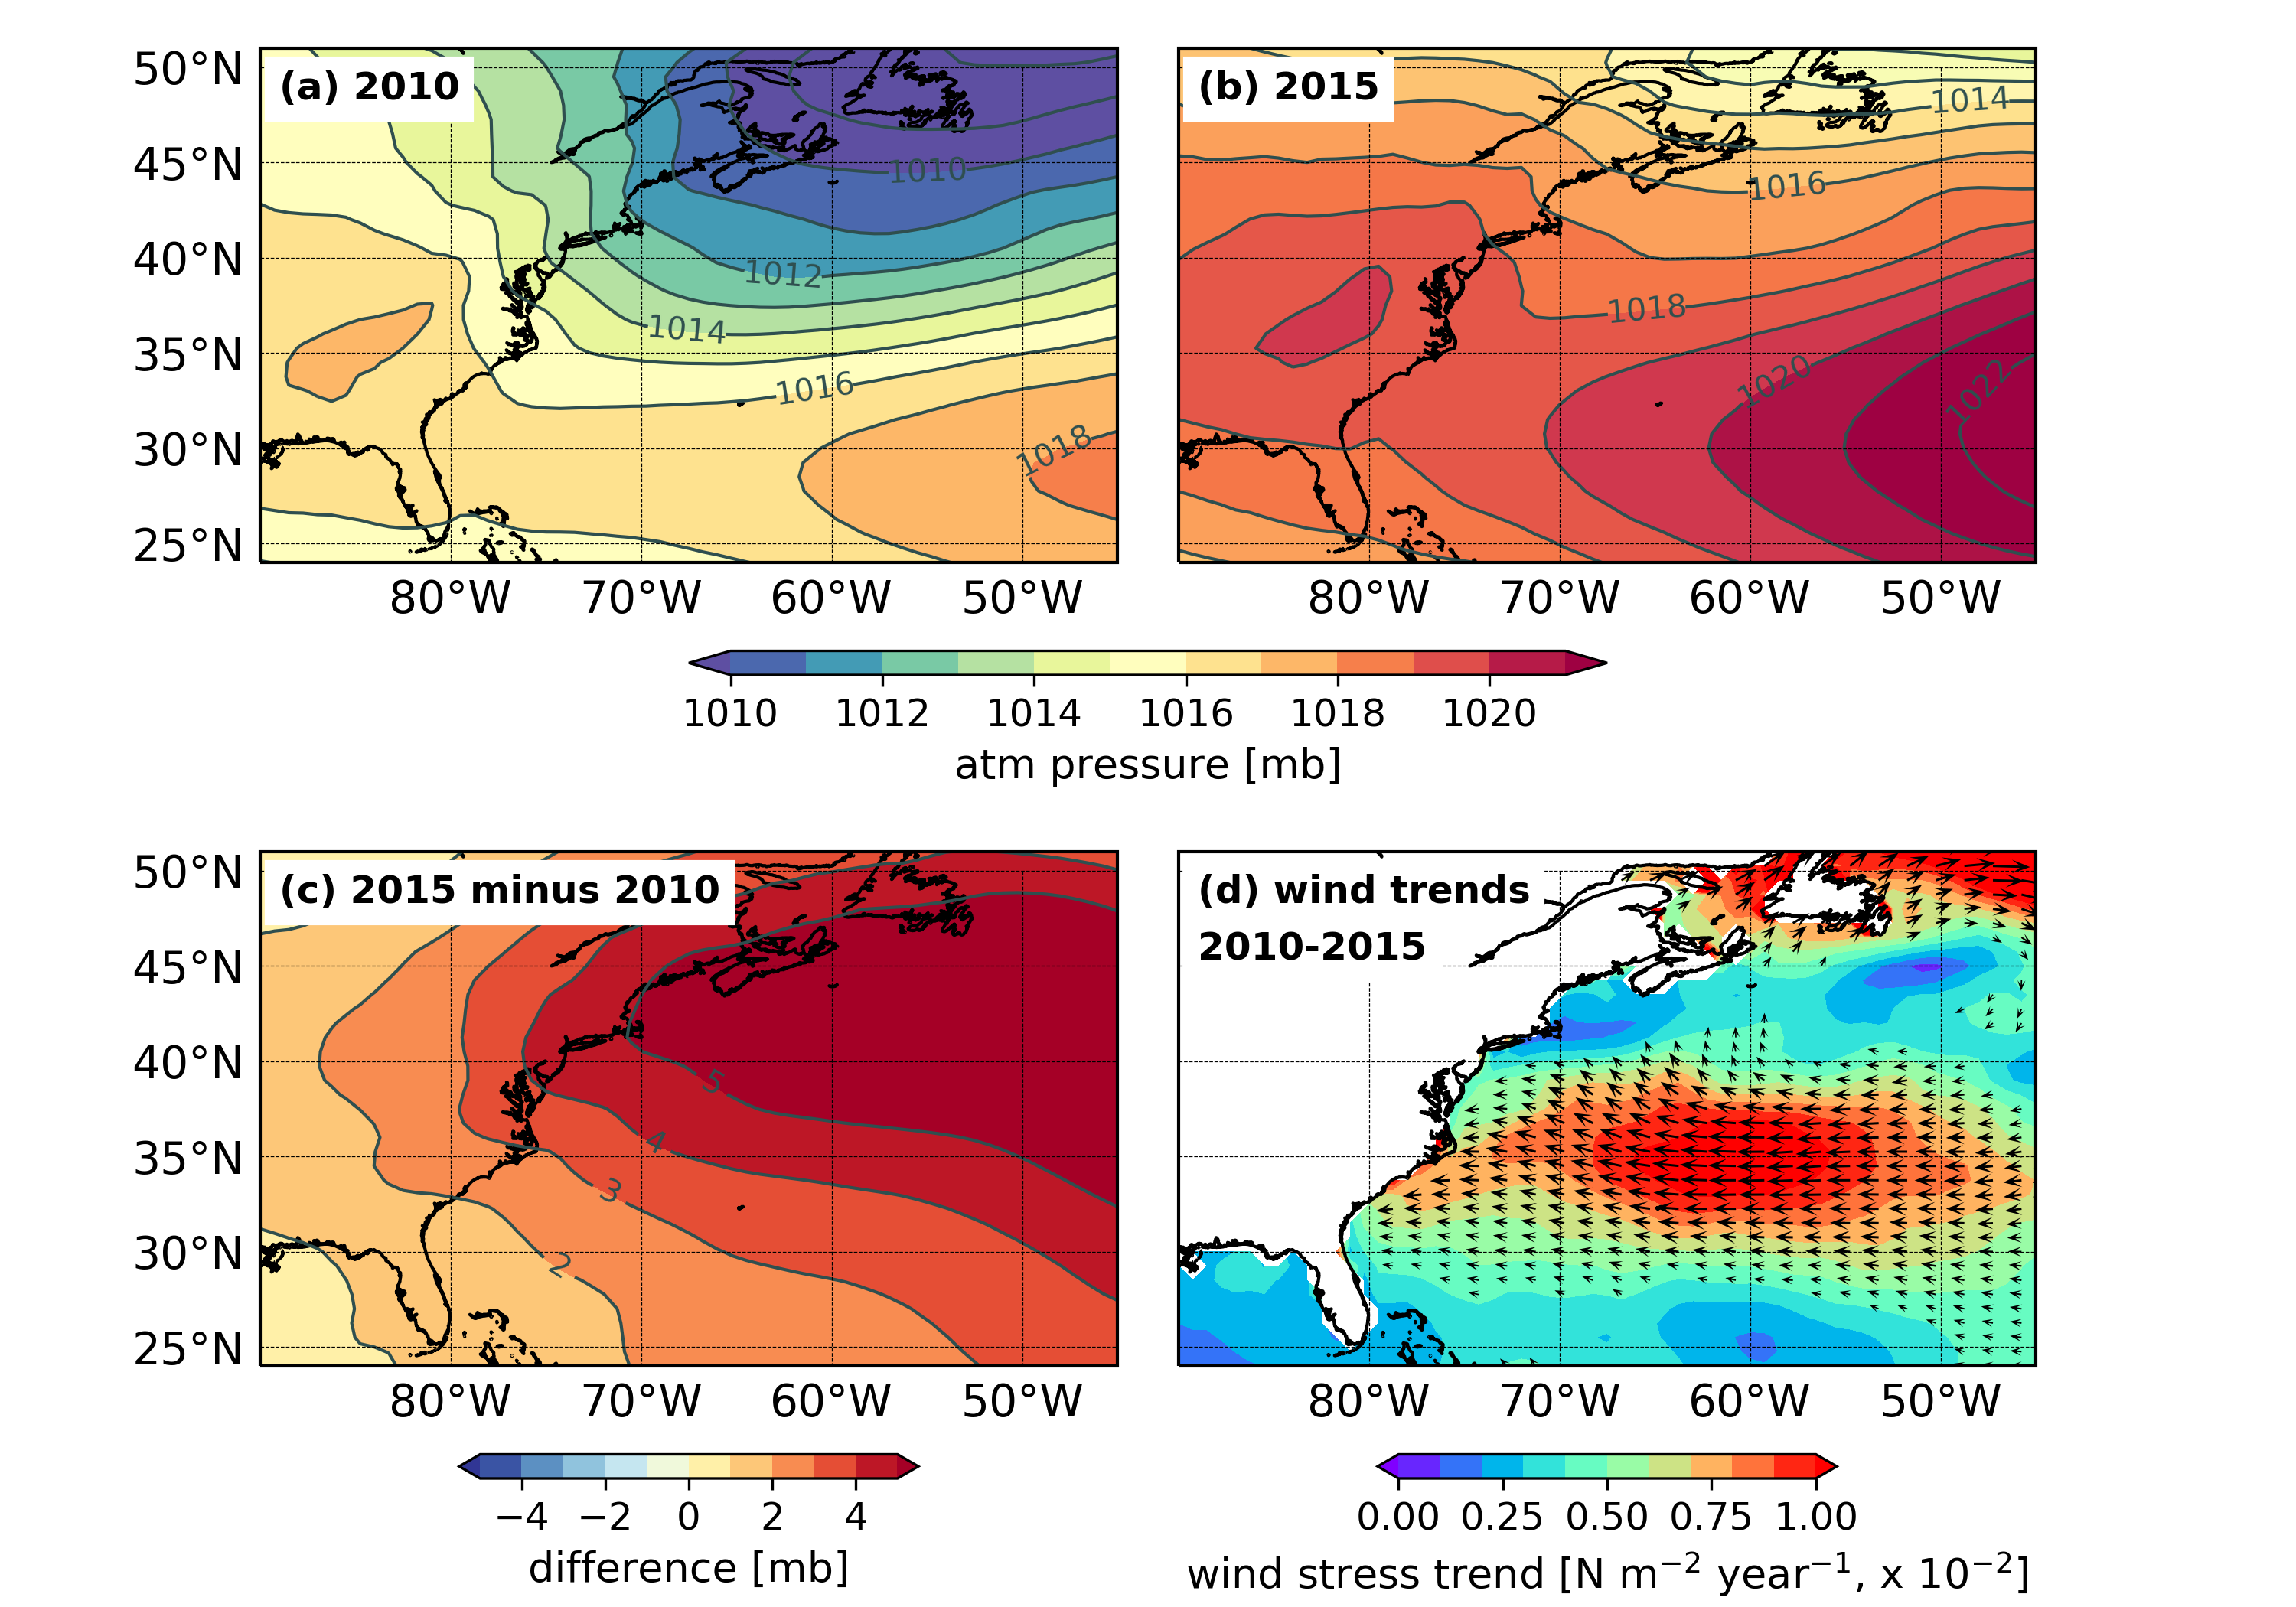 (a) 2010
(b) 2015
50°N
45°N
40°N
35°N
30°N
25°N
1010
1012
1014
1016
1018
1014
1016
1018
1020
1022
80°W 70°W 60°W 50°W
80°W 70°W 60°W 50°W
1010 1012 1014 1016 1018 1020
atm pressure [mb]
(c) 2015 minus 2010
(d) wind trends
2010-2015
50°N
45°N
40°N
35°N
30°N
25°N
5
4
3
2
80°W 70°W 60°W 50°W
80°W 70°W 60°W 50°W
−4 −2 0 2 4
difference [mb]
0.00 0.25 0.50 0.75 1.00
wind stress trend [N m⁻² year⁻¹, x 10⁻²]